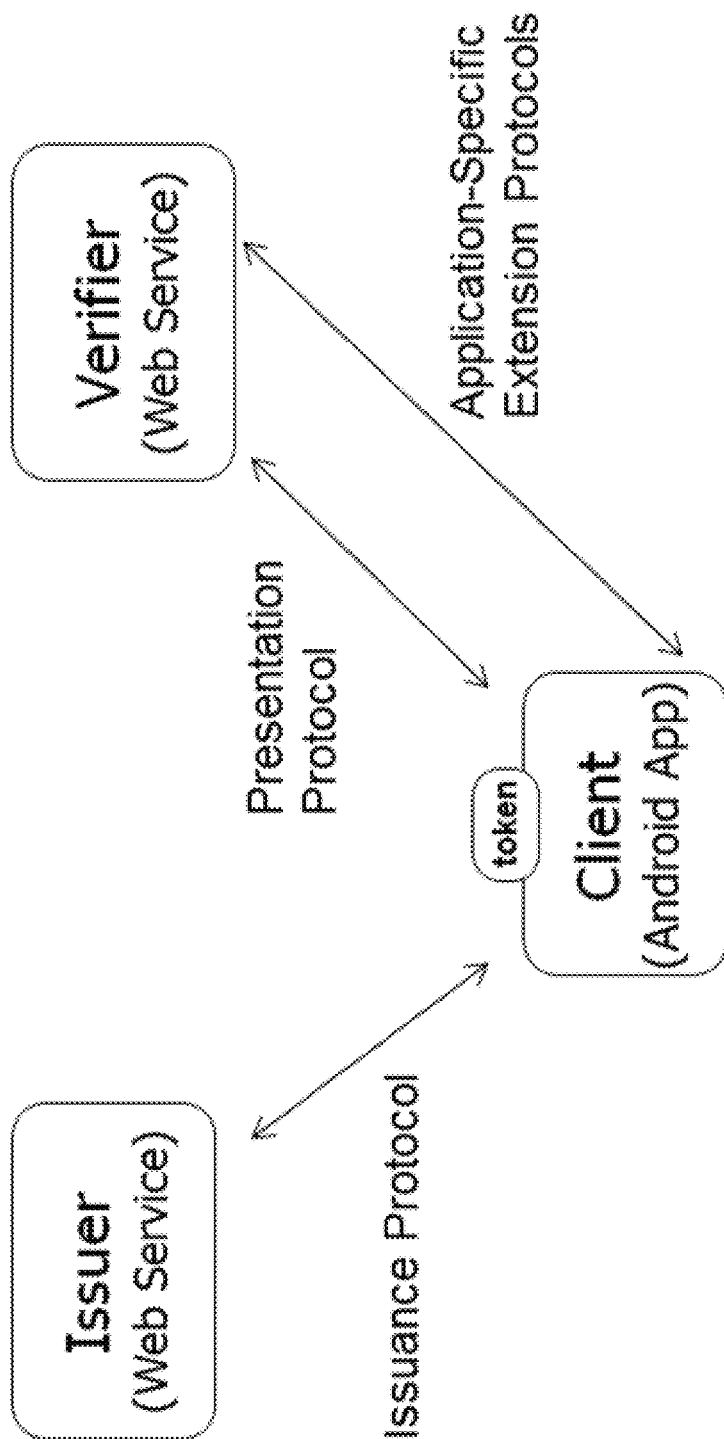 Issuer
(Web Service)
Verifier
(Web Service)
Issuance Protocol
Presentation
Protocol
Application-Specific
Extension Protocols
token
Client
(Android App)